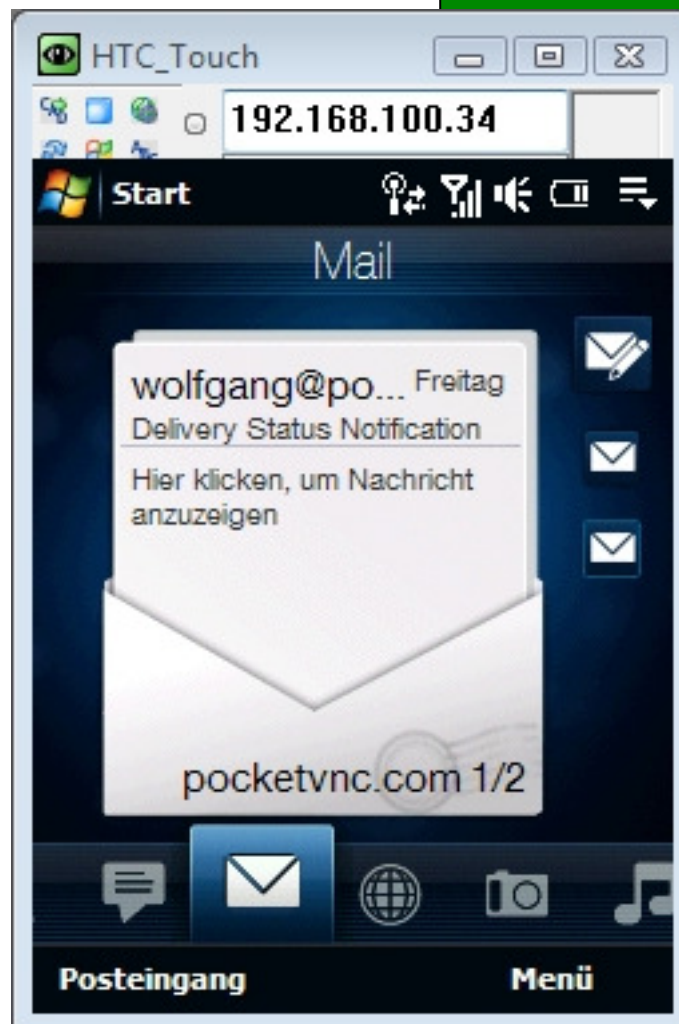 HTC_Touch
192.168.100.34
Start
Mail
wolfgang@po... Freitag
Delivery Status Notification
Hier klicken, um Nachricht
anzuzeigen
pocketvnc.com 1/2
Posteingang Menü